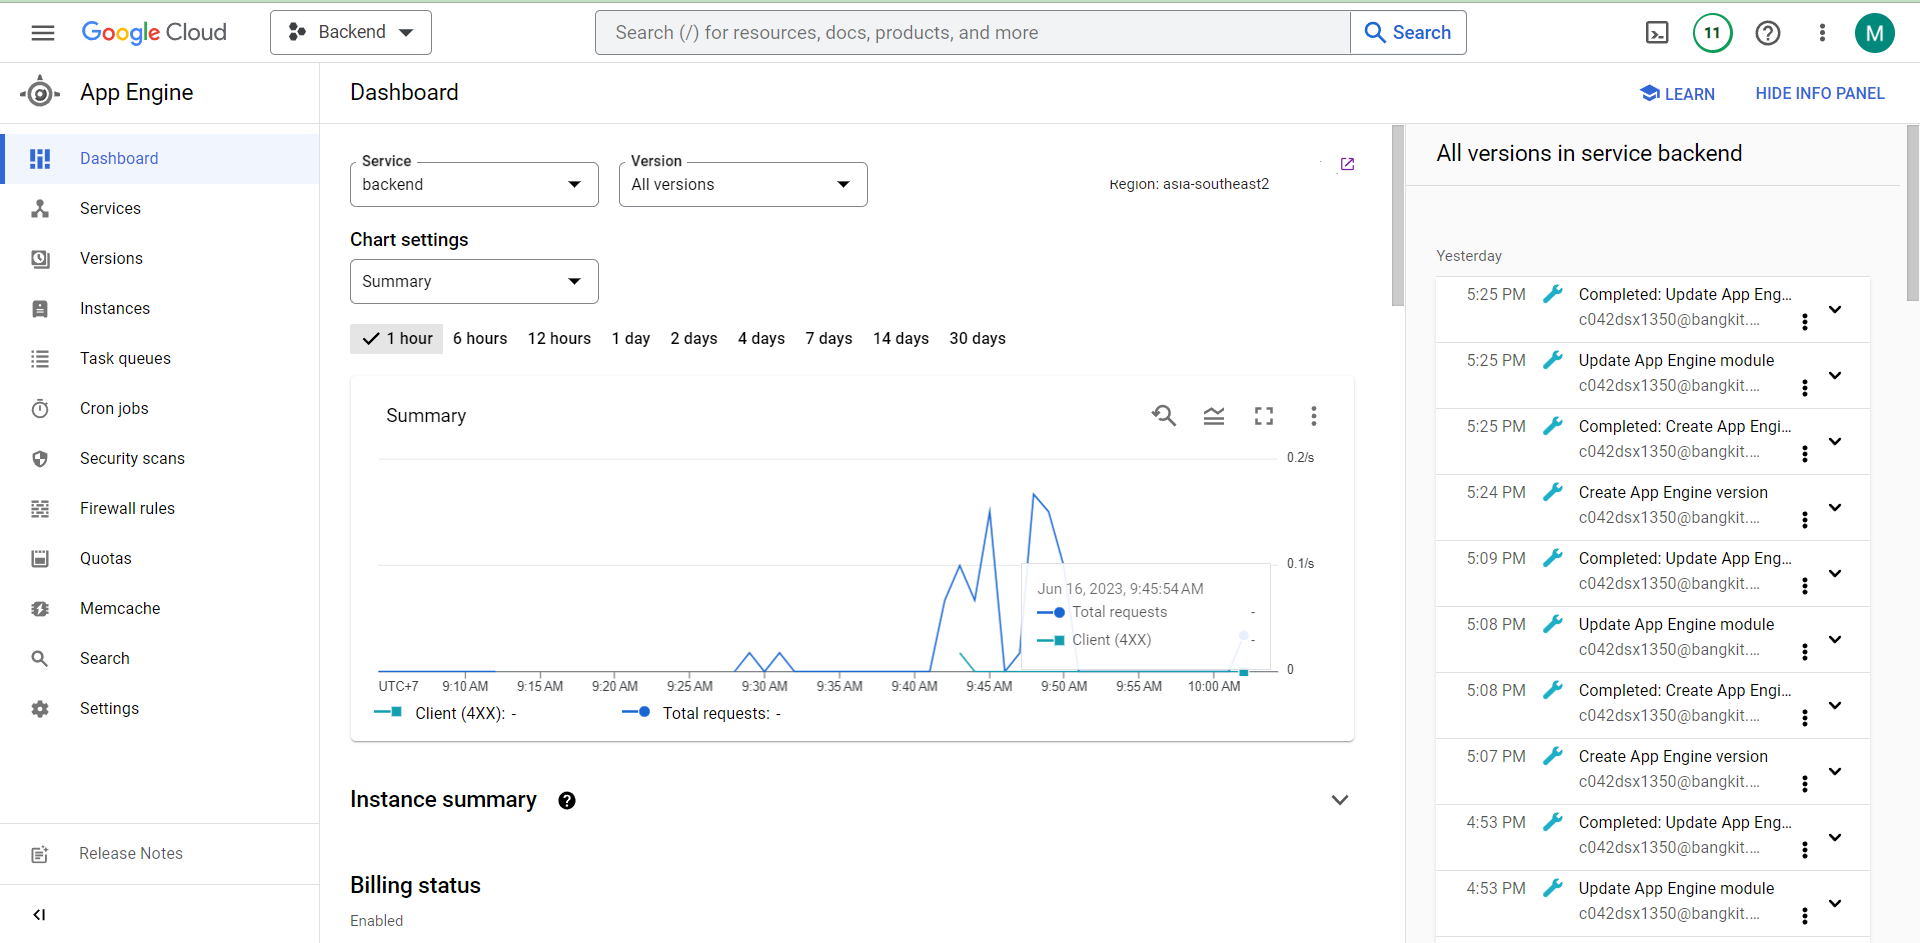 Google Cloud
Backend
Search (/) for resources, docs, products, and more
Search
11
M
App Engine
Dashboard
LEARN
HIDE INFO PANEL
Dashboard
Services
Versions
Instances
Task queues
Cron jobs
Security scans
Firewall rules
Quotas
Memcache
Search
Settings
Release Notes
Service
backend
Version
All versions
Region: asia-southeast2
Chart settings
Summary
1 hour
6 hours
12 hours
1 day
2 days
4 days
7 days
14 days
30 days
Summary
0.2/s
0.1/s
0
Jun 16, 2023, 9:45:54 AM
Total requests -
Client (4XX) -
UTC+7 9:10 AM 9:15 AM 9:20 AM 9:25 AM 9:30 AM 9:35 AM 9:40 AM 9:45 AM 9:50 AM 9:55 AM 10:00 AM
Client (4XX): -
Total requests: -
Instance summary
Billing status
Enabled
All versions in service backend
Yesterday
5:25 PM Completed: Update App Eng...
c042dsx1350@bangkit....
5:25 PM Update App Engine module
c042dsx1350@bangkit....
5:25 PM Completed: Create App Engi...
c042dsx1350@bangkit....
5:24 PM Create App Engine version
c042dsx1350@bangkit....
5:09 PM Completed: Update App Eng...
c042dsx1350@bangkit....
5:08 PM Update App Engine module
c042dsx1350@bangkit....
5:08 PM Completed: Create App Engi...
c042dsx1350@bangkit....
5:07 PM Create App Engine version
c042dsx1350@bangkit....
4:53 PM Completed: Update App Eng...
c042dsx1350@bangkit....
4:53 PM Update App Engine module
c042dsx1350@bangkit....